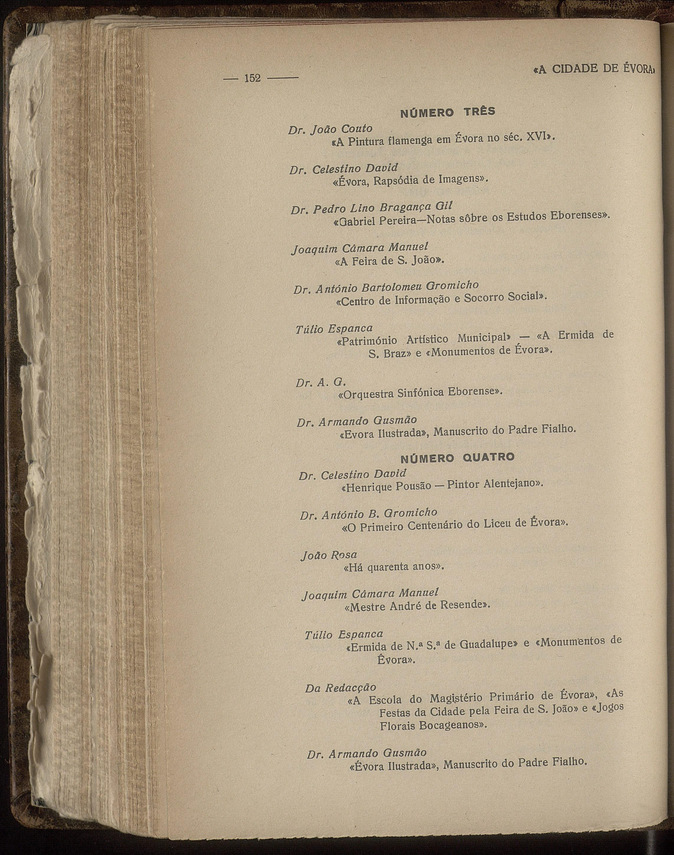 — 152 —
«A CIDADE DE ÉVORA»
NÚMERO TRÊS
Dr. João Couto
«A Pintura flamenga em Évora no séc. XVI».
Dr. Celestino David
«Évora, Rapsódia de Imagens».
Dr. Pedro Lino Bragança Gil
«Gabriel Pereira—Notas sôbre os Estudos Eborenses».
Joaquim Câmara Manuel
«A Feira de S. João».
Dr. António Bartolomeu Gromicho
«Centro de Informação e Socorro Social».
Túlio Espanca
«Património Artístico Municipal» — «A Ermida de
S. Braz» e «Monumentos de Évora».
Dr. A. G.
«Orquestra Sinfónica Eborense».
Dr. Armando Gusmão
«Evora Ilustrada», Manuscrito do Padre Fialho.
NÚMERO QUATRO
Dr. Celestino David
«Henrique Pousão — Pintor Alentejano».
Dr. António B. Gromicho
«O Primeiro Centenário do Liceu de Évora».
João Rosa
«Há quarenta anos».
Joaquim Câmara Manuel
«Mestre André de Resende».
Túlio Espanca
«Ermida de N.ª S.ª de Guadalupe» e «Monumentos de
Évora».
Da Redacção
«A Escola do Magistério Primário de Évora», «As
Festas da Cidade pela Feira de S. João» e «Jogos
Florais Bocageanos».
Dr. Armando Gusmão
«Évora Ilustrada», Manuscrito do Padre Fialho.